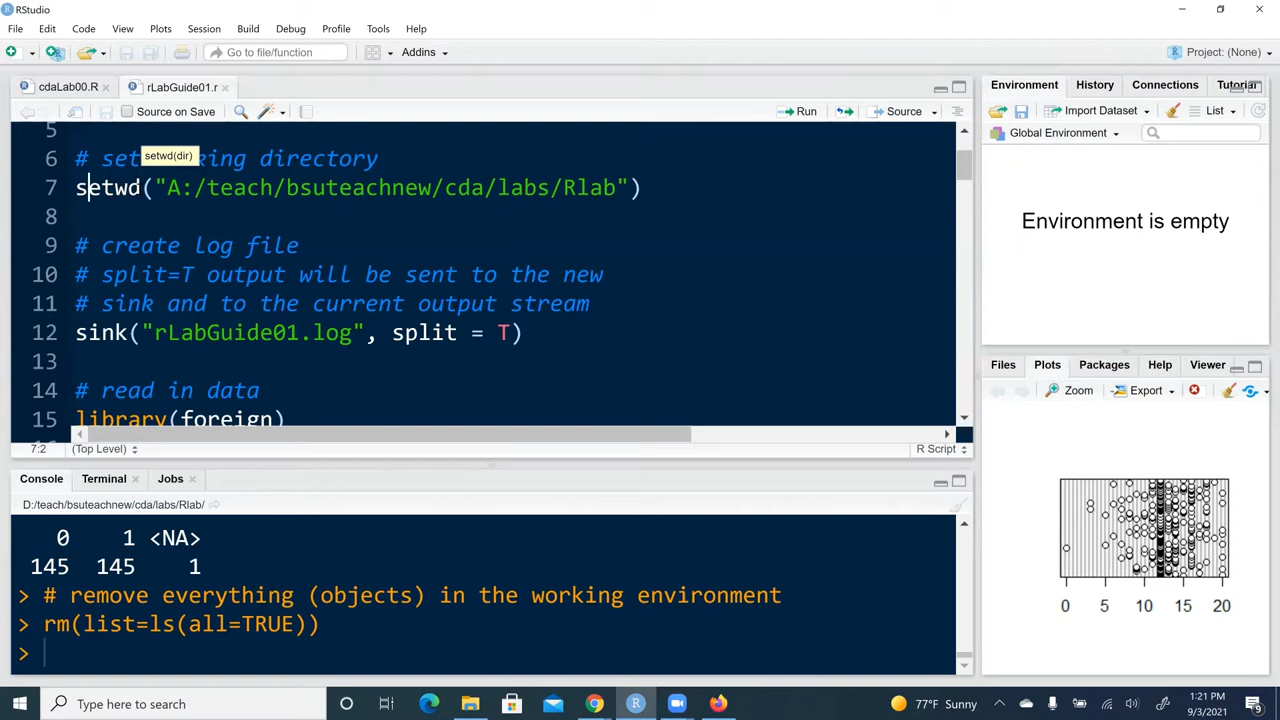 RStudio
File Edit Code View Plots Session Build Debug Profile Tools Help
Go to file/function Addins Project: (None)
cdaLab00.R rLabGuide01.r
Source on Save Run Source
5
6 # set king directory
setwd(dir)
7 setwd("A:/teach/bsuteachnew/cda/labs/Rlab")
8
9 # create log file
10 # split=T output will be sent to the new
11 # sink and to the current output stream
12 sink("rLabGuide01.log", split = T)
13
14 # read in data
15 library(foreign)
7:2 (Top Level) R Script
Console Terminal Jobs
D:/teach/bsuteachnew/cda/labs/Rlab/
0 1 <NA>
145 145 1
> # remove everything (objects) in the working environment
> rm(list=ls(all=TRUE))
>
Environment History Connections Tutorial
Import Dataset List
Global Environment
Environment is empty
Files Plots Packages Help Viewer
Zoom Export
0 5 10 15 20
Type here to search
77°F Sunny
1:21 PM
9/3/2021